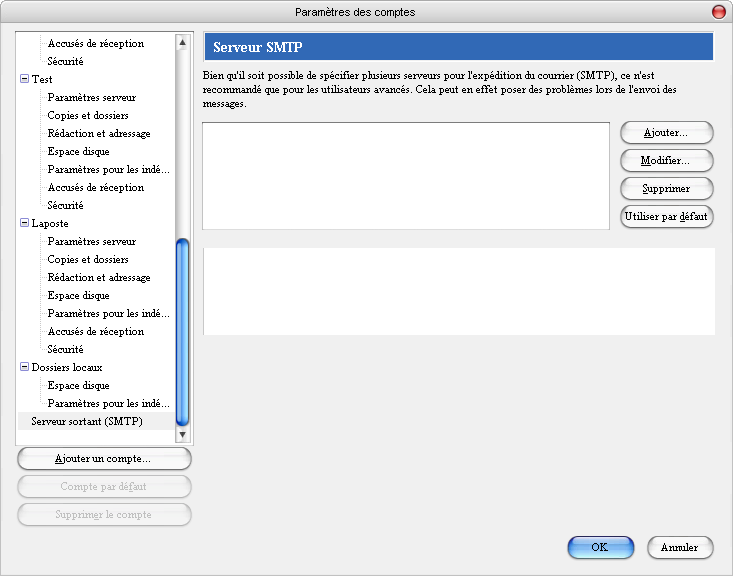 Paramètres des comptes
Accusés de réception
Sécurité
Test
Paramètres serveur
Copies et dossiers
Rédaction et adressage
Espace disque
Paramètres pour les indé...
Accusés de réception
Sécurité
Laposte
Paramètres serveur
Copies et dossiers
Rédaction et adressage
Espace disque
Paramètres pour les indé...
Accusés de réception
Sécurité
Dossiers locaux
Espace disque
Paramètres pour les indé...
Serveur sortant (SMTP)
Ajouter un compte...
Compte par défaut
Supprimer le compte
Serveur SMTP
Bien qu'il soit possible de spécifier plusieurs serveurs pour l'expédition du courrier (SMTP), ce n'est
recommandé que pour les utilisateurs avancés. Cela peut en effet poser des problèmes lors de l'envoi des
messages.
Ajouter...
Modifier...
Supprimer
Utiliser par défaut
OK
Annuler